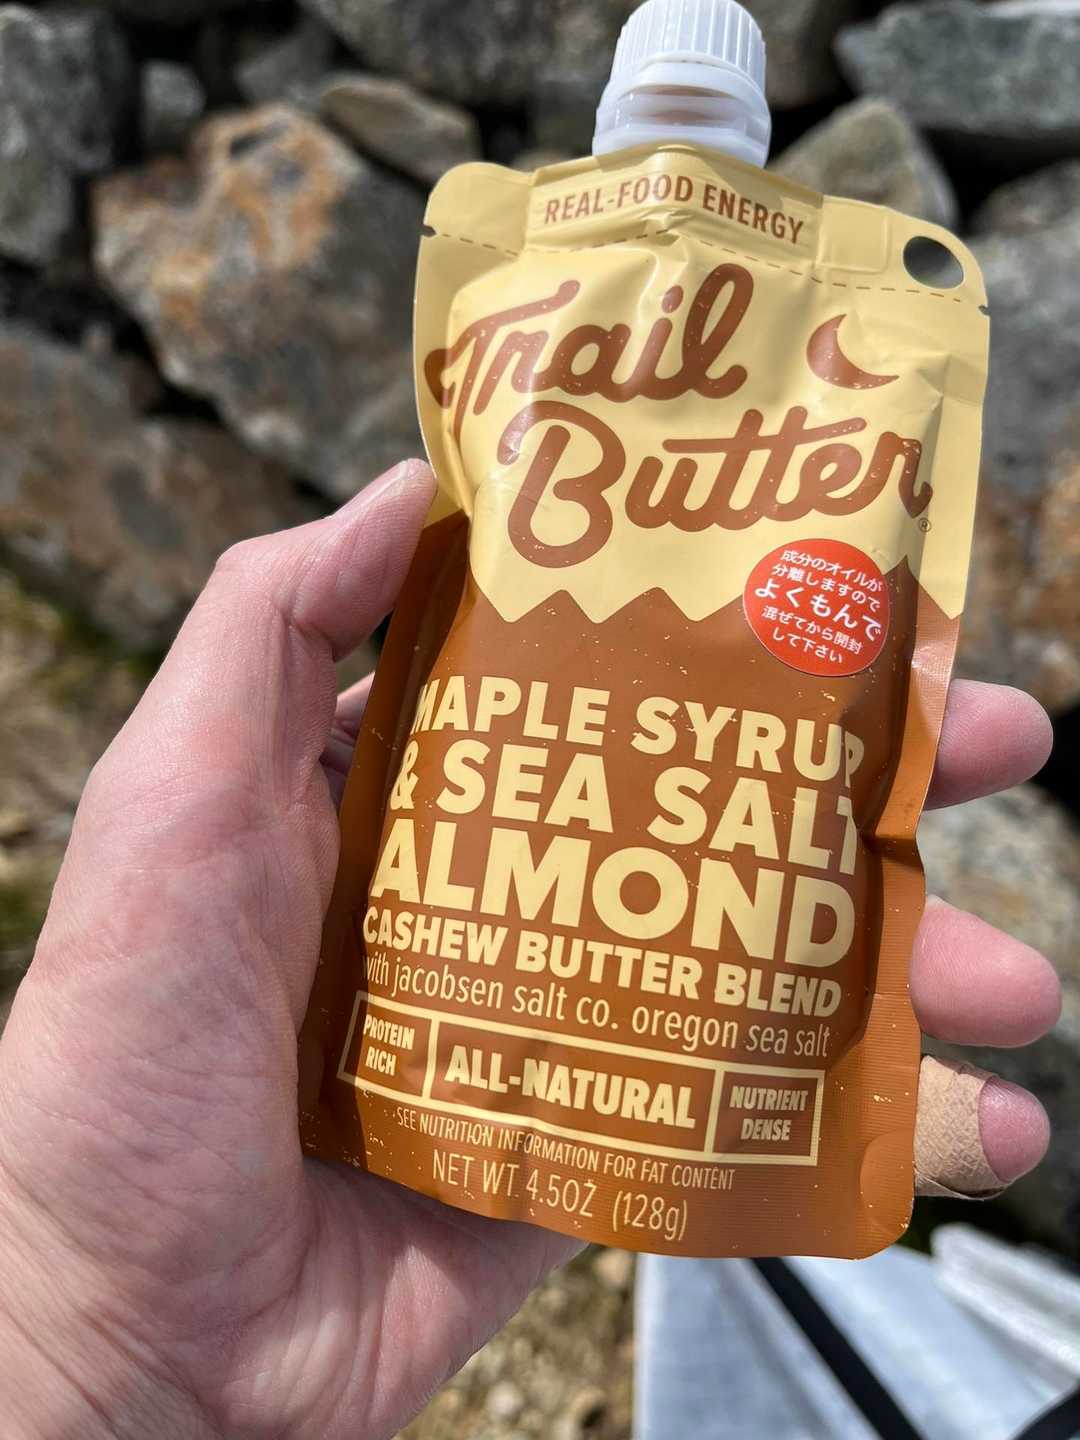 REAL-FOOD ENERGY
Trail
Butter®
成分のオイルが
分離しますので
よくもんで
混ぜてから開封
して下さい
MAPLE SYRUP
& SEA SALT
ALMOND
CASHEW BUTTER BLEND
with jacobsen salt co. oregon sea salt
PROTEIN
RICH
ALL-NATURAL
NUTRIENT
DENSE
SEE NUTRITION INFORMATION FOR FAT CONTENT
NET WT 4.5OZ (128g)